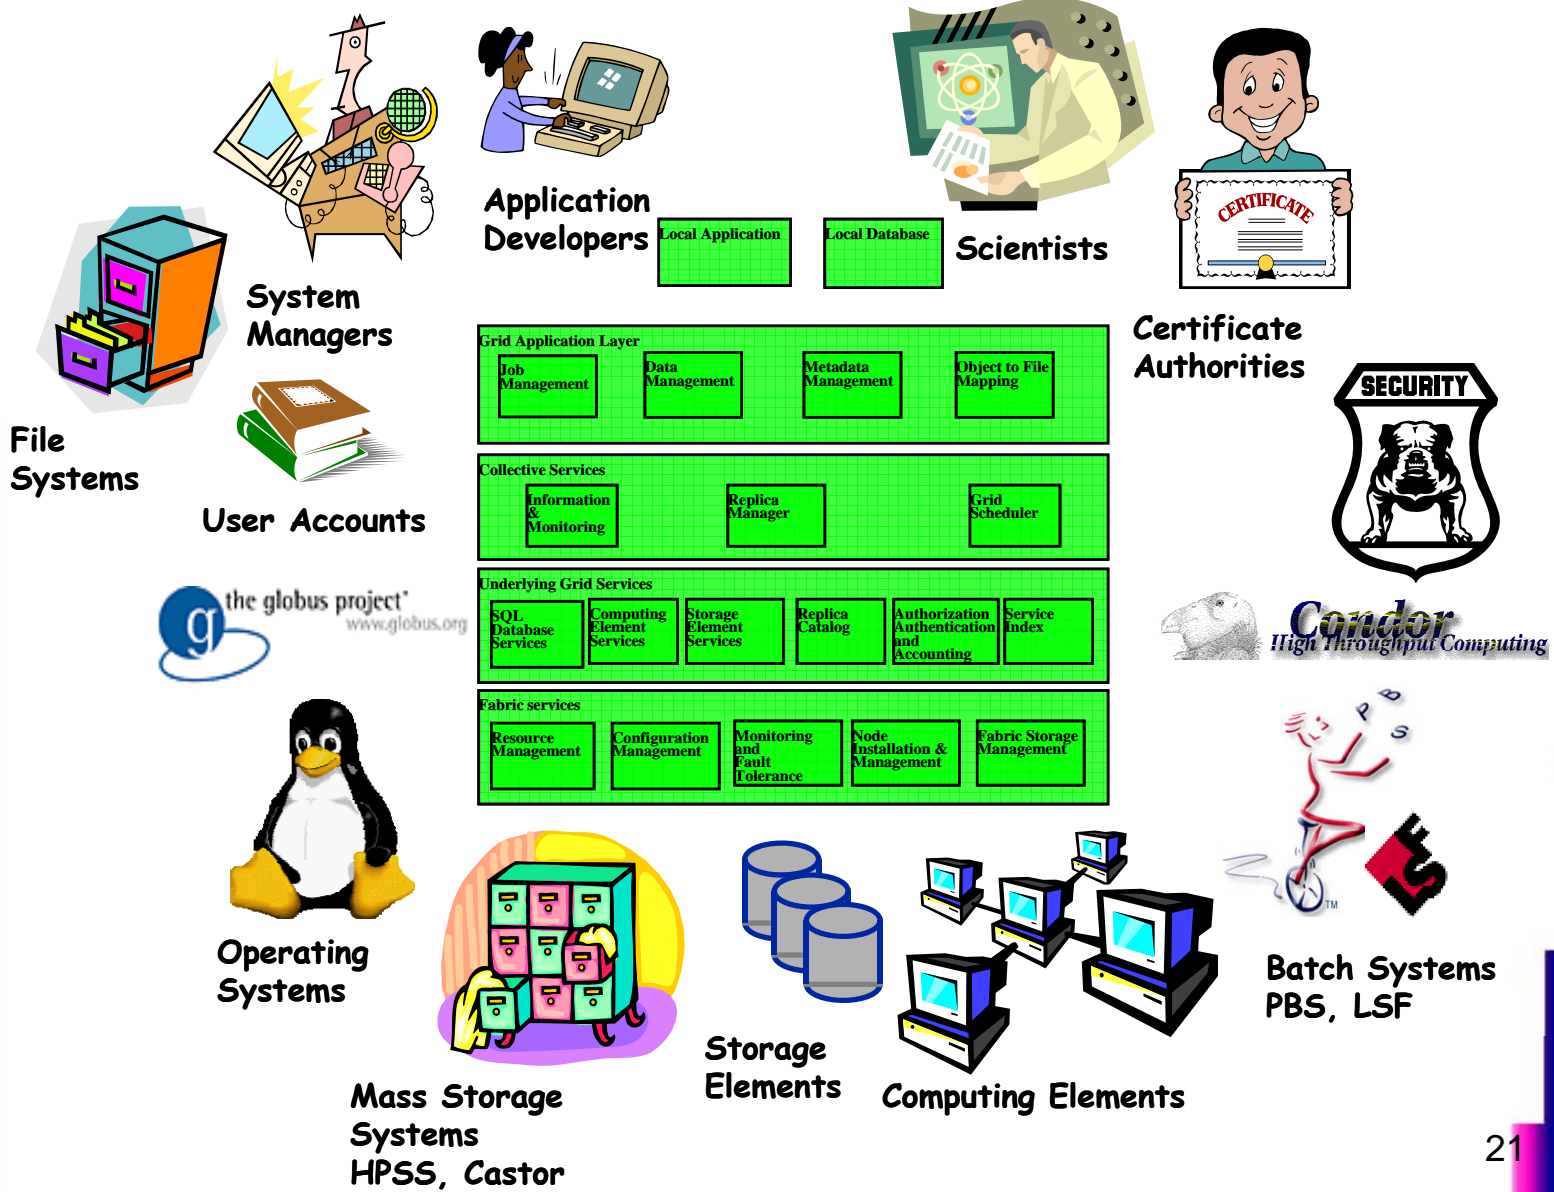 Application
Developers
Local Application
Local Database
Scientists
CERTIFICATE
System
Managers
Certificate
Authorities
SECURITY
File
Systems
User Accounts
Grid Application Layer
Job
Management
Data
Management
Metadata
Management
Object to File
Mapping
Collective Services
Information
&
Monitoring
Replica
Manager
Grid
Scheduler
the globus project™
www.globus.org
g
Underlying Grid Services
SQL
Database
Services
Computing
Element
Services
Storage
Element
Services
Replica
Catalog
Authorization
Authentication
and
Accounting
Service
Index
Condor
High Throughput Computing
Fabric services
Resource
Management
Configuration
Management
Monitoring
and
Fault
Tolerance
Node
Installation &
Management
Fabric Storage
Management
P B S
TM
LSF
Operating
Systems
Batch Systems
PBS, LSF
Storage
Elements
Computing Elements
Mass Storage
Systems
HPSS, Castor
21